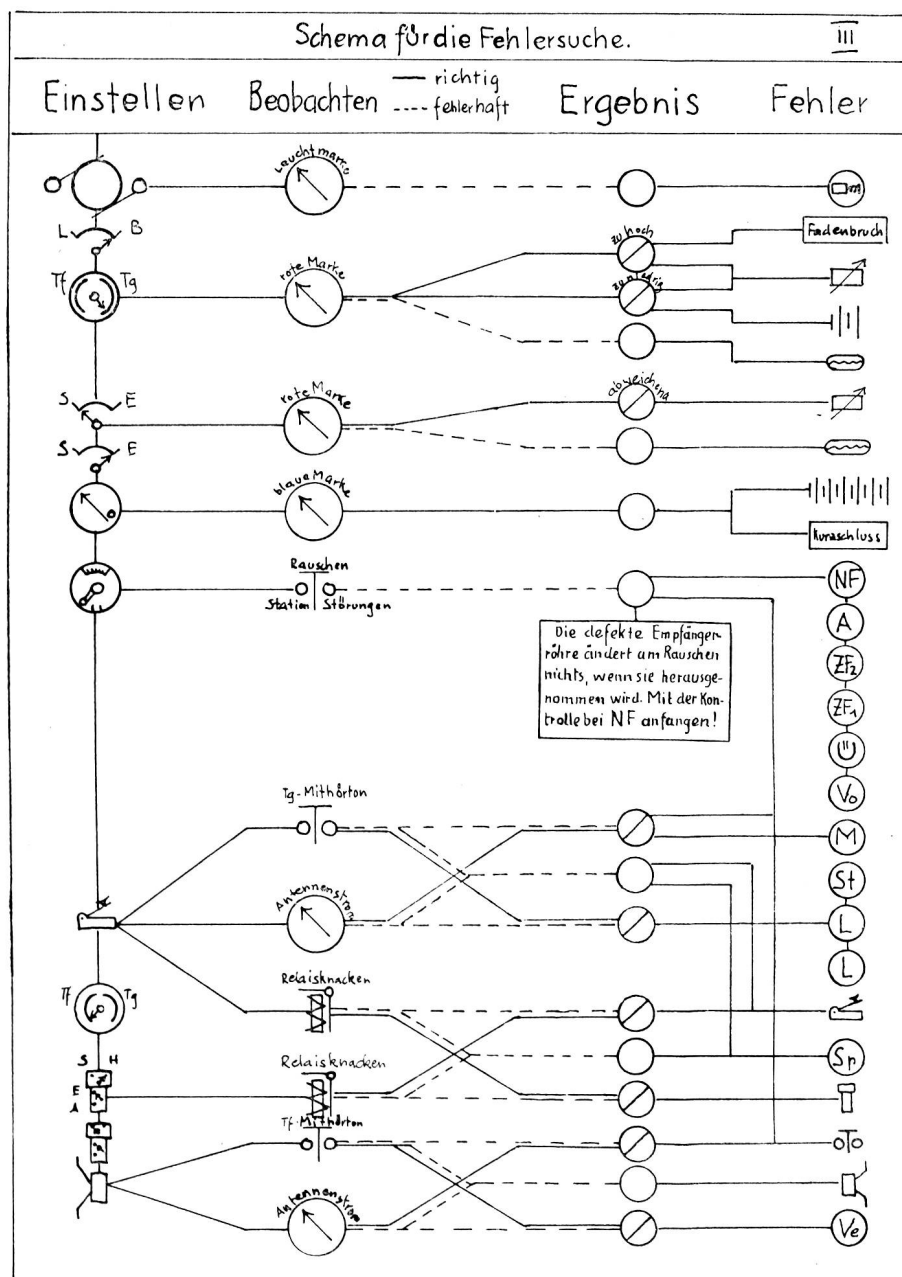 Schema für die Fehlersuche.
III
Einstellen
Beobachten
richtig
fehlerhaft
Ergebnis
Fehler
Leuchtmarke
L B
zu hoch
Fadenbruch
Tf Tg
rote Marke
zu niedrig
S E
rote Marke
abweichend
S E
blaue Marke
Kurzschluss
Rauschen
Station Störungen
NF
Die defekte Empfänger-
röhre ändert am Rauschen
nichts, wenn sie herausge-
nommen wird. Mit der Kon-
trolle bei NF anfangen!
A
ZF2
ZF1
Ü
Vo
Tg-Mithörton
M
St
Antennenstrom
L
L
Relaisknacken
Tf Tg
S H
Relaisknacken
Sp
E
A
Tf-Mithörton
Antennenstrom
Ve